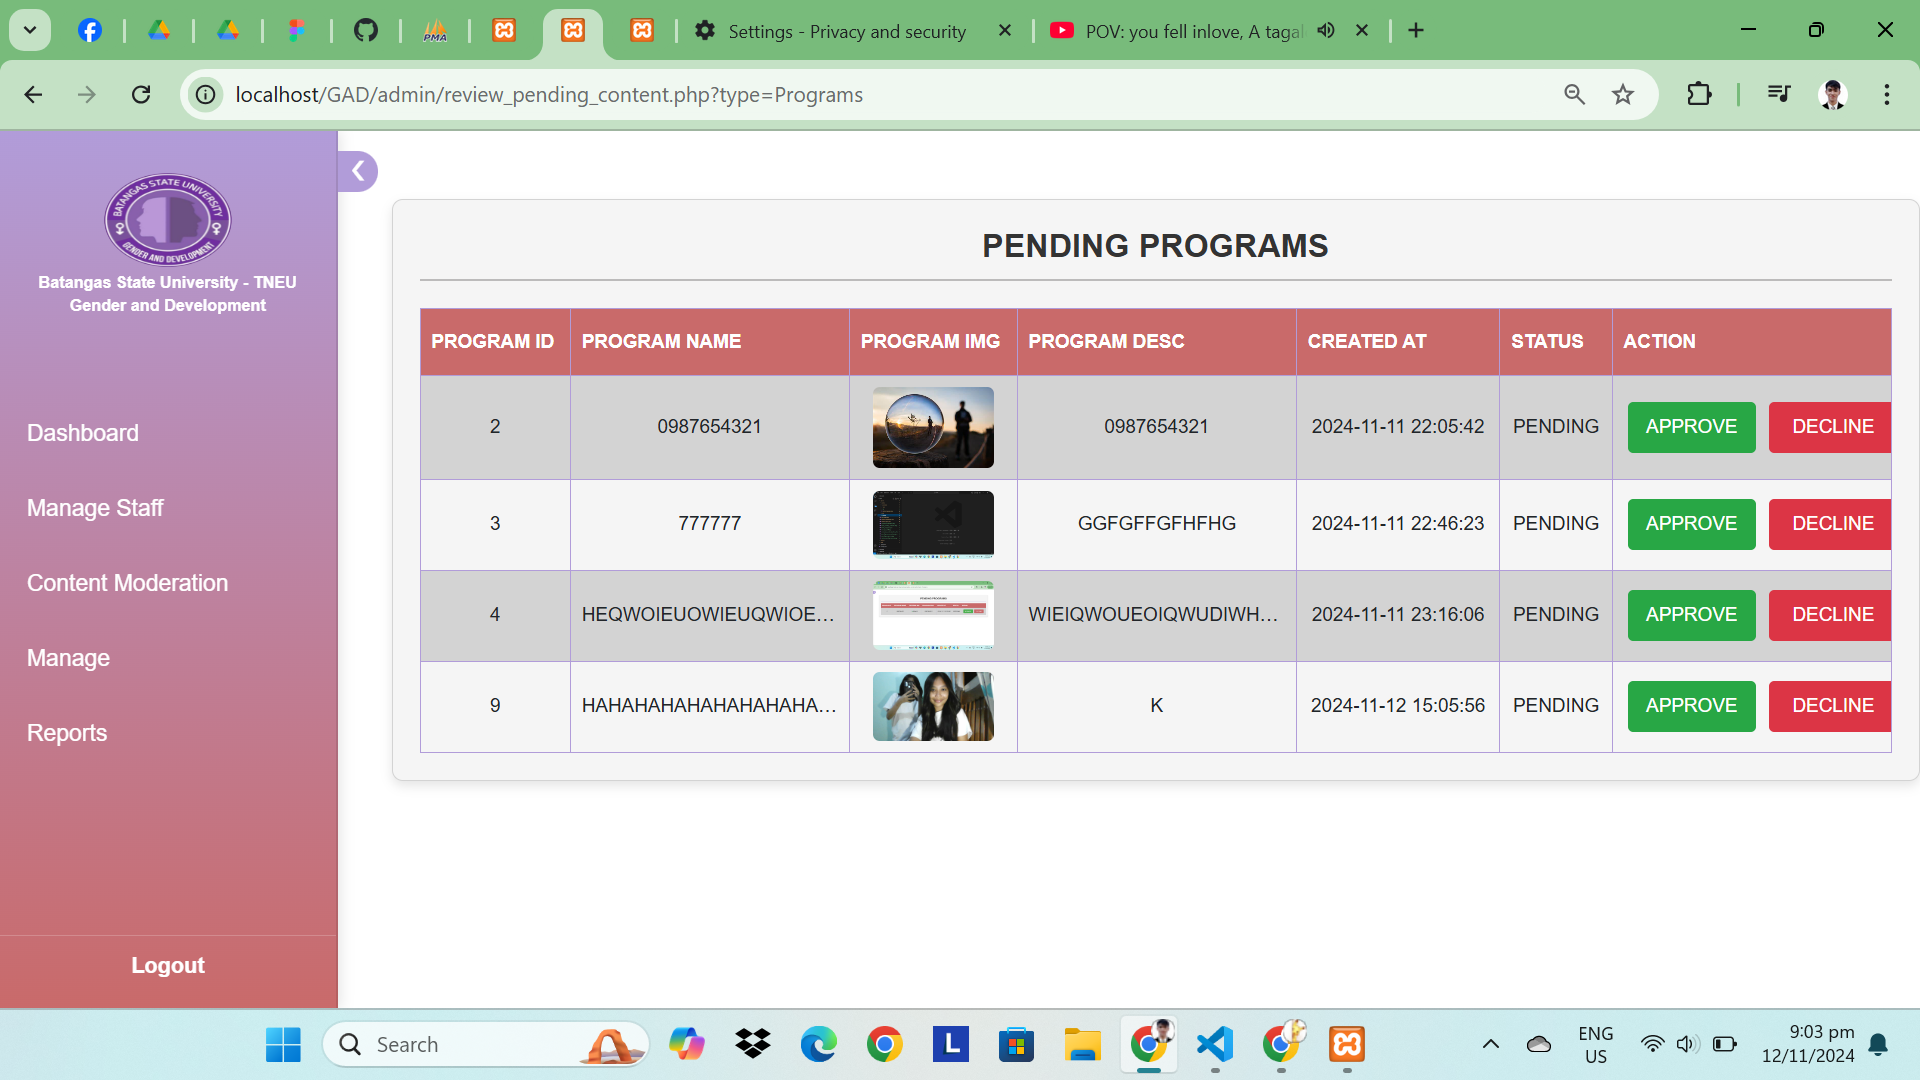 Settings - Privacy and security
POV: you fell inlove, A tagal
localhost/GAD/admin/review_pending_content.php?type=Programs
BATANGAS STATE UNIVERSITY
GENDER AND DEVELOPMENT
Batangas State University - TNEU
Gender and Development
Dashboard
Manage Staff
Content Moderation
Manage
Reports
Logout
PENDING PROGRAMS
PROGRAM ID PROGRAM NAME PROGRAM IMG PROGRAM DESC CREATED AT STATUS ACTION
2 0987654321 0987654321 2024-11-11 22:05:42 PENDING APPROVE DECLINE
3 777777 GGFGFFGFHFHG 2024-11-11 22:46:23 PENDING APPROVE DECLINE
4 HEQWOIEUOWIEUQWIOE... WIEIQWOUEOIQWUDIWH... 2024-11-11 23:16:06 PENDING APPROVE DECLINE
9 HAHAHAHAHAHAHAHAHA... K 2024-11-12 15:05:56 PENDING APPROVE DECLINE
Search
L
ENG
US
9:03 pm
12/11/2024
PMA